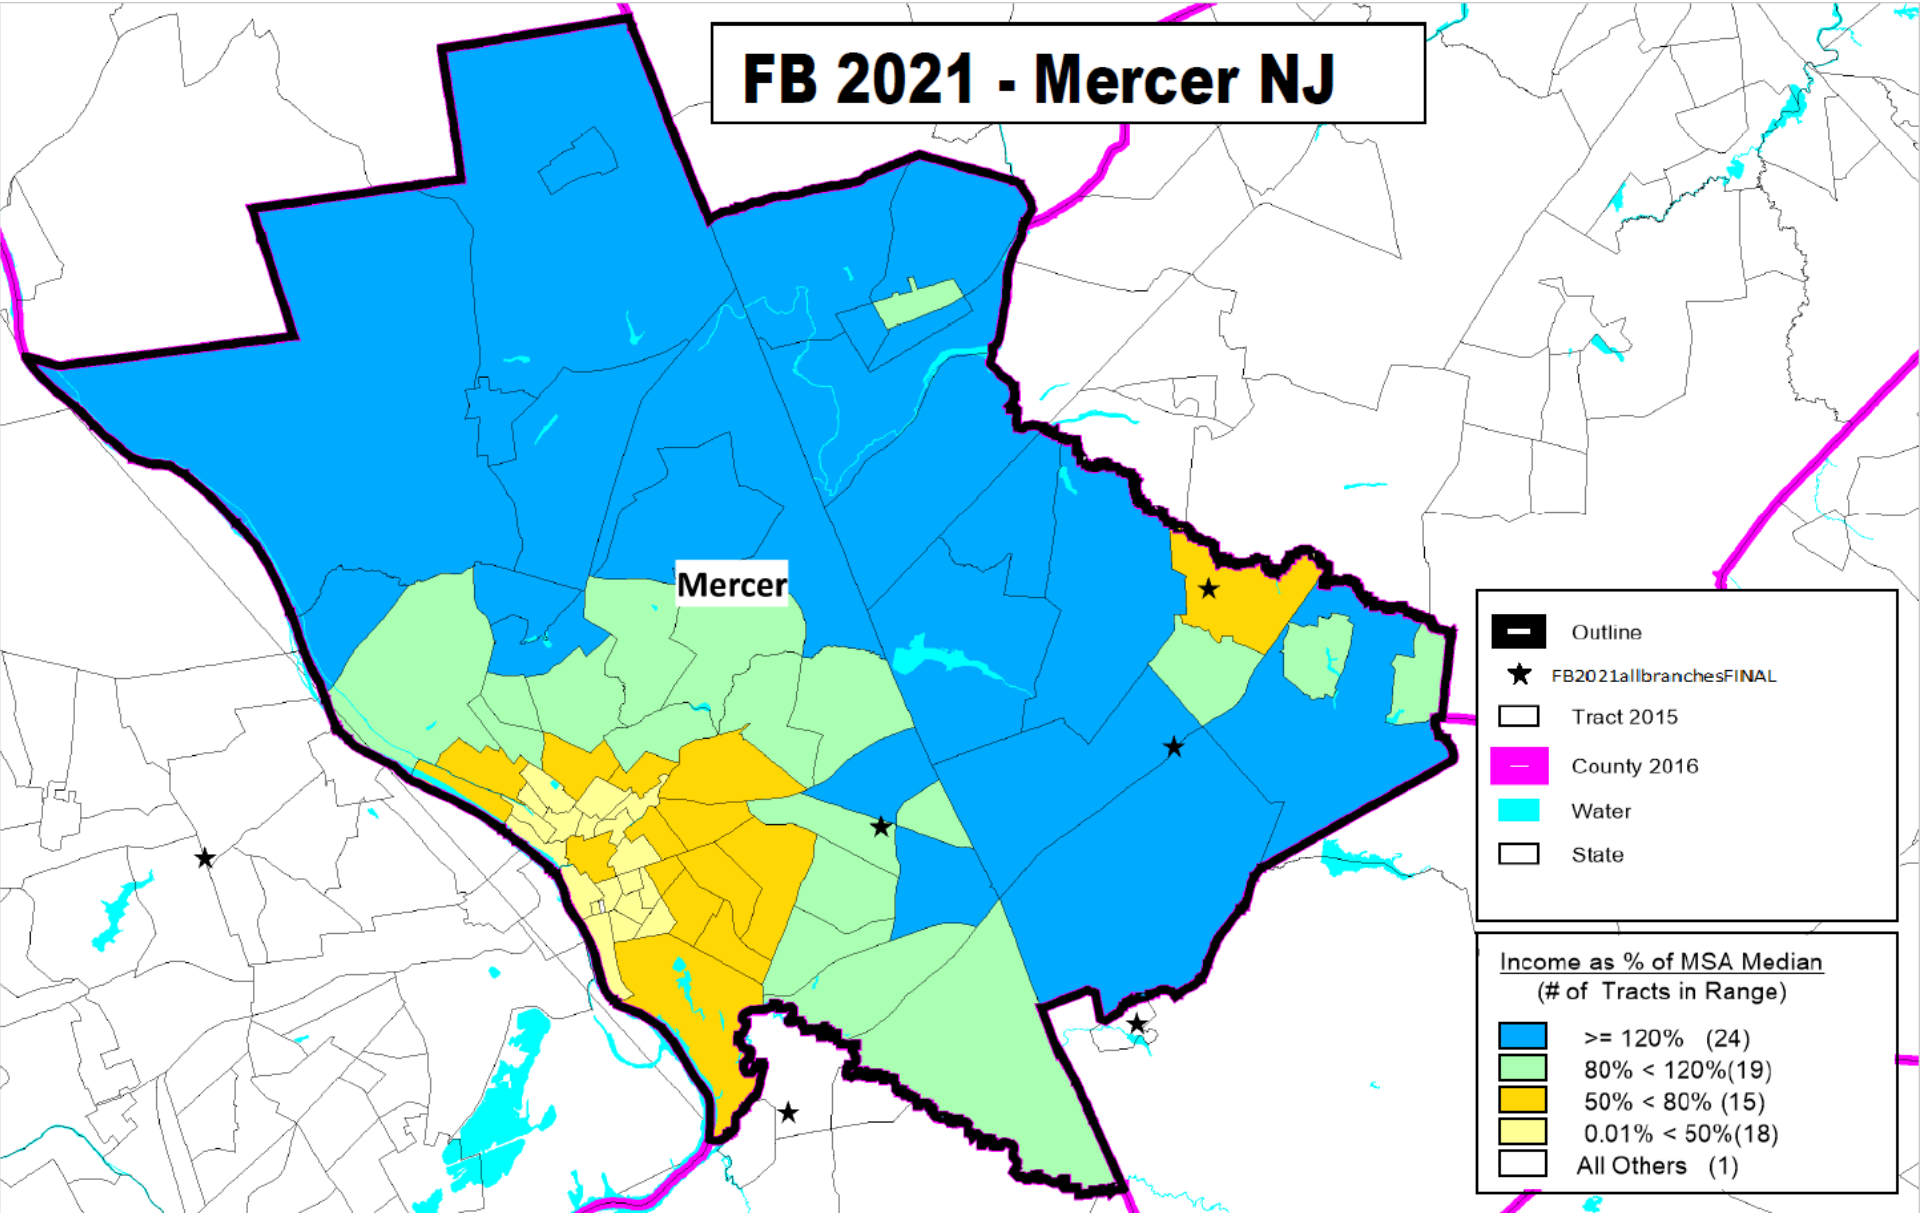 FB 2021 - Mercer NJ
Mercer
Outline
FB2021allbranchesFINAL
Tract 2015
County 2016
Water
State
Income as % of MSA Median
(# of Tracts in Range)
>= 120% (24)
80% < 120%(19)
50% < 80% (15)
0.01% < 50%(18)
All Others (1)